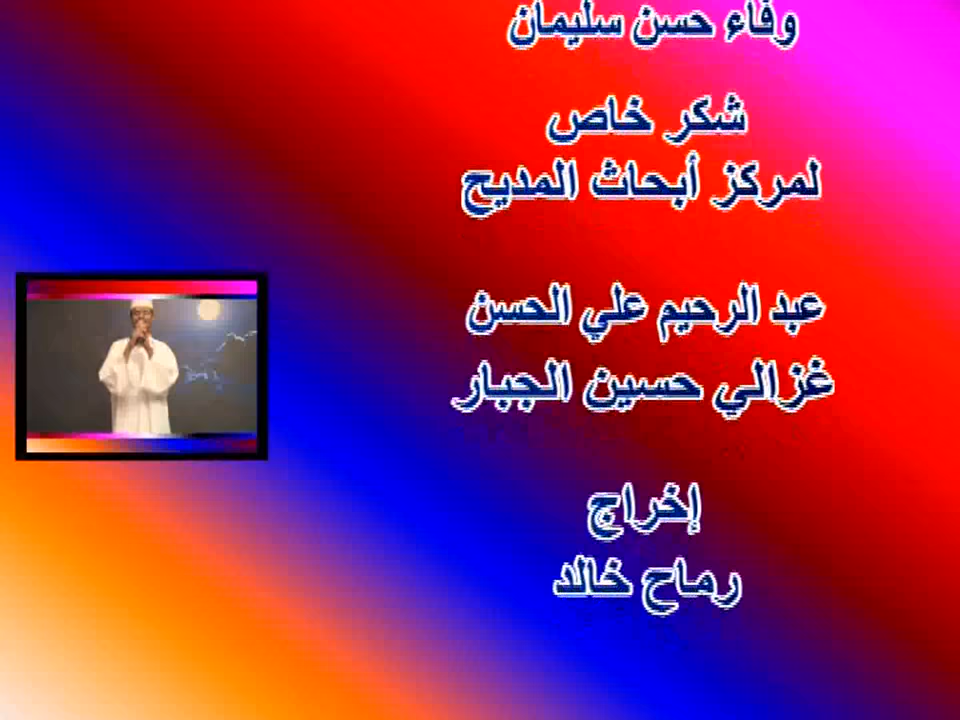 وفاء حسن سليمان
شكر خاص
لمركز أبحاث المديح
عبد الرحيم علي الحسن
غزالي حسين الجبار
إخراج
رماح خالد